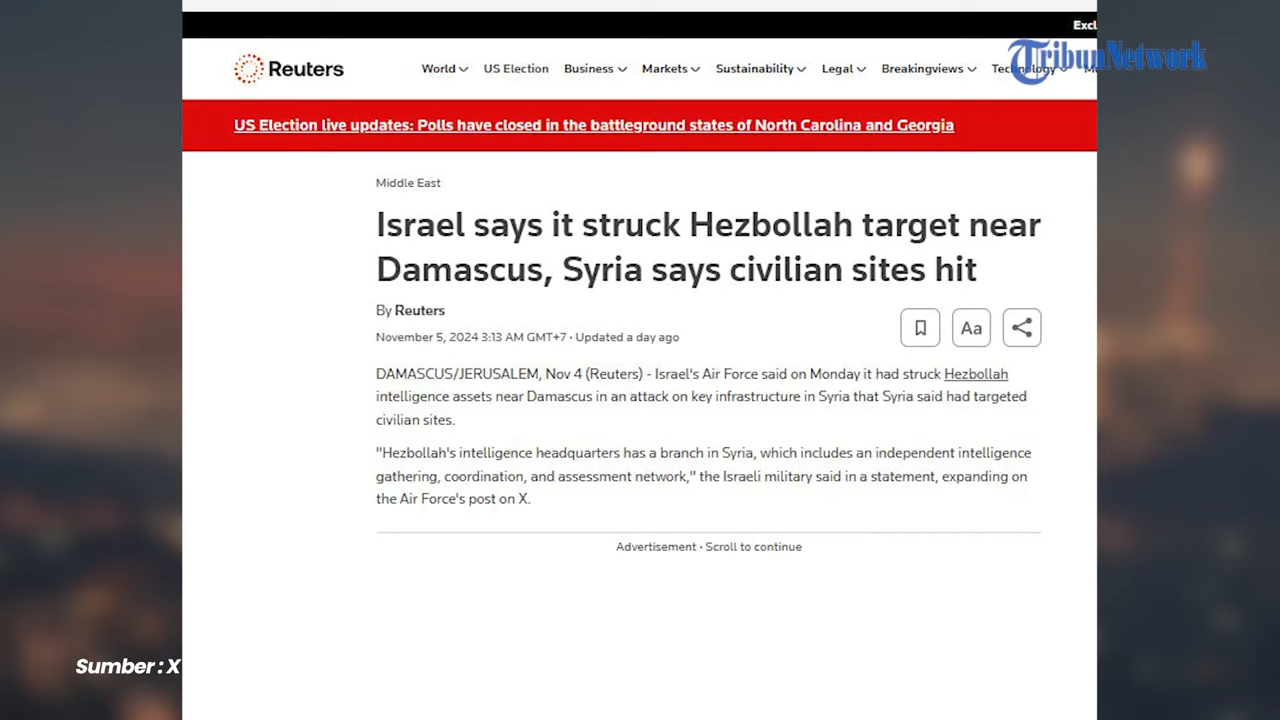 Excl
Reuters
World US Election Business Markets Sustainability Legal Breakingviews Technology
TribunNetwork
US Election live updates: Polls have closed in the battleground states of North Carolina and Georgia
Middle East
Israel says it struck Hezbollah target near
Damascus, Syria says civilian sites hit
By Reuters
November 5, 2024 3:13 AM GMT+7 · Updated a day ago
Aa
DAMASCUS/JERUSALEM, Nov 4 (Reuters) - Israel's Air Force said on Monday it had struck Hezbollah
intelligence assets near Damascus in an attack on key infrastructure in Syria that Syria said had targeted
civilian sites.
"Hezbollah's intelligence headquarters has a branch in Syria, which includes an independent intelligence
gathering, coordination, and assessment network," the Israeli military said in a statement, expanding on
the Air Force's post on X.
Advertisement · Scroll to continue
Sumber : X